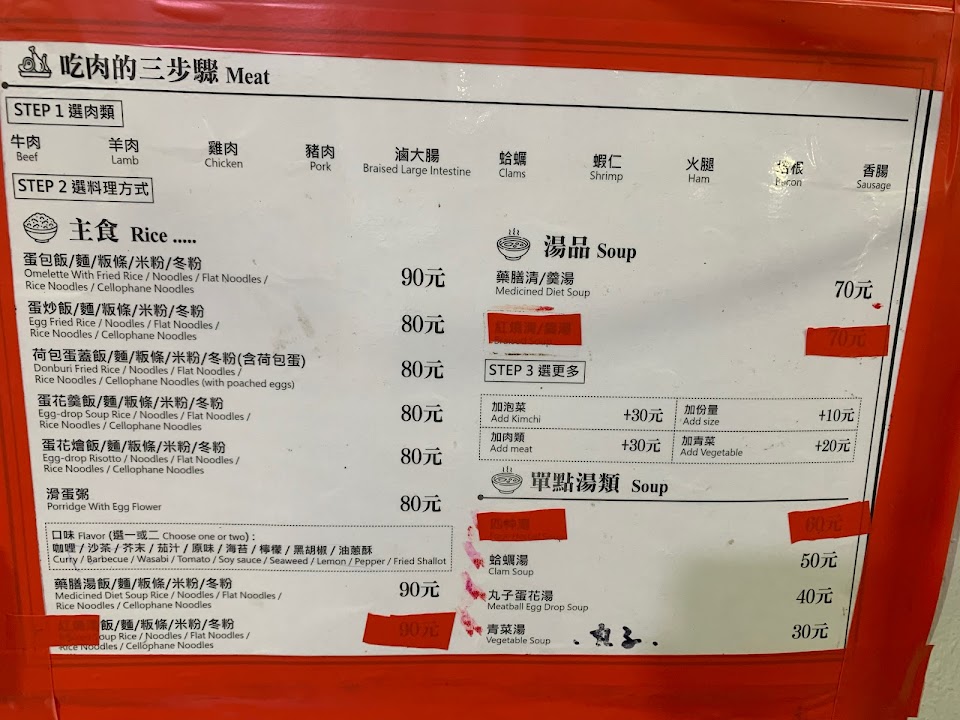 吃肉的三步驟 Meat
STEP 1 選肉類
牛肉 羊肉 雞肉 豬肉 滷大腸 蛤蠣 蝦仁 火腿 培根 香腸
Beef Lamb Chicken Pork Braised Large Intestine Clams Shrimp Ham Sausage
STEP 2 選料理方式
主食 Rice .....
蛋包飯/麵/粄條/米粉/冬粉 90元
Omelette With Fried Rice / Noodles / Flat Noodles /
Rice Noodles / Cellophane Noodles
蛋炒飯/麵/粄條/米粉/冬粉 80元
Egg Fried Rice / Noodles / Flat Noodles /
Rice Noodles / Cellophane Noodles
荷包蛋蓋飯/麵/粄條/米粉/冬粉(含荷包蛋) 80元
Donburi Fried Rice / Noodles / Flat Noodles /
Rice Noodles / Cellophane Noodles (with poached eggs)
蛋花羹飯/麵/粄條/米粉/冬粉 80元
Egg-drop Soup Rice / Noodles / Flat Noodles /
Rice Noodles / Cellophane Noodles
蛋花燴飯/麵/粄條/米粉/冬粉 80元
Egg-drop Risotto / Noodles / Flat Noodles /
Rice Noodles / Cellophane Noodles
滑蛋粥 80元
Porridge With Egg Flower
口味 Flavor (選一或二 Choose one or two) :
咖哩 / 沙茶 / 芥末 / 茄汁 / 原味 / 海苔 / 檸檬 / 黑胡椒 / 油蔥酥
Curry / Barbecue / Wasabi / Tomato / Soy sauce / Seaweed / Lemon / Pepper / Fried Shallot
藥膳湯飯/麵/粄條/米粉/冬粉 90元
Medicined Diet Soup Rice / Noodles / Flat Noodles /
Rice Noodles / Cellophane Noodles
飯/麵/粄條/米粉/冬粉 90元
Soup Rice / Noodles / Flat Noodles /
Rice Noodles / Cellophane Noodles
湯品 Soup
藥膳清/羹湯 70元
Medicined Diet Soup
紅燒清/羹湯 70元
STEP 3 選更多
加泡菜 +30元 加份量 +10元
Add Kimchi Add size
加肉類 +30元 加青菜 +20元
Add meat Add Vegetable
單點湯類 Soup
60元
蛤蠣湯 50元
Clam Soup
丸子蛋花湯 40元
Meatball Egg Drop Soup
青菜湯 30元
Vegetable Soup